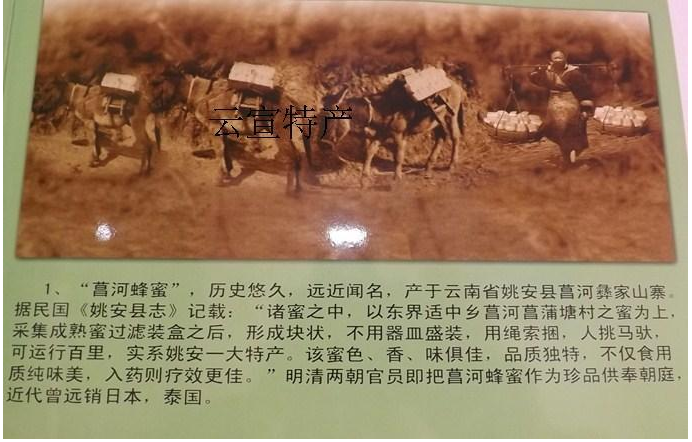 云宣特产
1、“菖河蜂蜜”，历史悠久，远近闻名，产于云南省姚安县菖河彝家山寨。
据民国《姚安县志》记载：“诸蜜之中，以东界适中乡菖河菖蒲塘村之蜜为上，
采集成熟蜜过滤装盒之后，形成块状，不用器皿盛装，用绳索捆，人挑马驮，
可运行百里，实系姚安一大特产。该蜜色、香、味俱佳，品质独特，不仅食用
质纯味美，入药则疗效更佳。”明清两朝官员即把菖河蜂蜜作为珍品供奉朝庭，
近代曾远销日本，泰国。